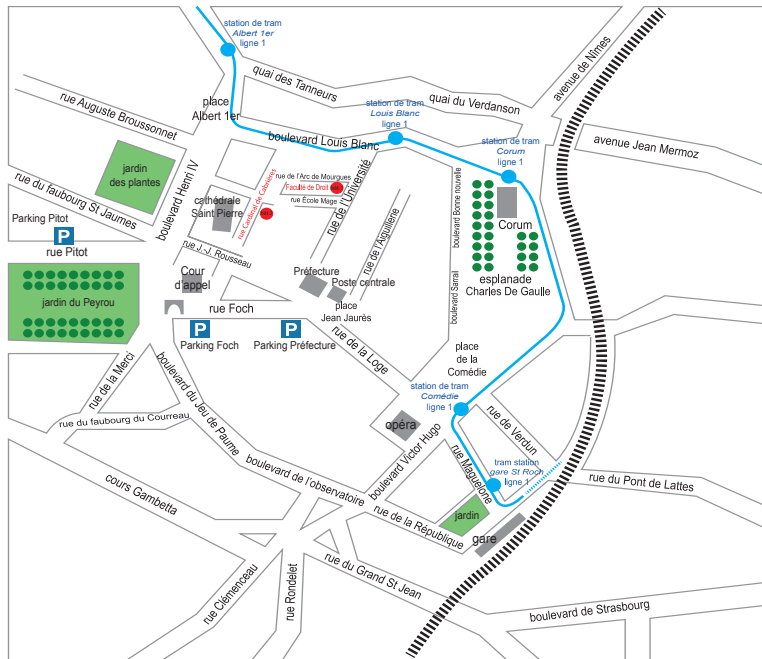 station de tram
Albert 1er
ligne 1
quai des Tanneurs
avenue de Nîmes
rue Auguste Broussonnet
place
Albert 1er
station de tram
Louis Blanc
ligne 1
quai du Verdanson
boulevard Louis Blanc
station de tram
Corum
ligne 1
avenue Jean Mermoz
jardin
des plantes
boulevard Henri IV
rue du faubourg St Jaumes
rue de l'Arc de Mourgues
Faculté de Droit
rue École Mage
rue Cardinal de Cabrières
cathédrale
Saint Pierre
rue de l'Université
rue de l'Aiguillerie
boulevard Bonne nouvelle
Corum
Parking Pitot
P
rue Pitot
rue J.-J. Rousseau
Cour
d'appel
Préfecture
Poste centrale
esplanade
Charles De Gaulle
boulevard Sarrail
jardin du Peyrou
rue Foch
place
Jean Jaurès
P
Parking Foch
P
Parking Préfecture
rue de la Loge
place
de la
Comédie
rue de la Merci
boulevard du Jeu de Paume
station de tram
Comédie
ligne 1
rue du faubourg du Courreau
opéra
rue de Verdun
boulevard Victor Hugo
rue Maguelone
tram station
gare St Roch
ligne 1
boulevard de l'observatoire
cours Gambetta
rue du Pont de Lattes
jardin
rue de la République
gare
rue du Grand St Jean
rue Clémenceau
rue Rondelet
boulevard de Strasbourg